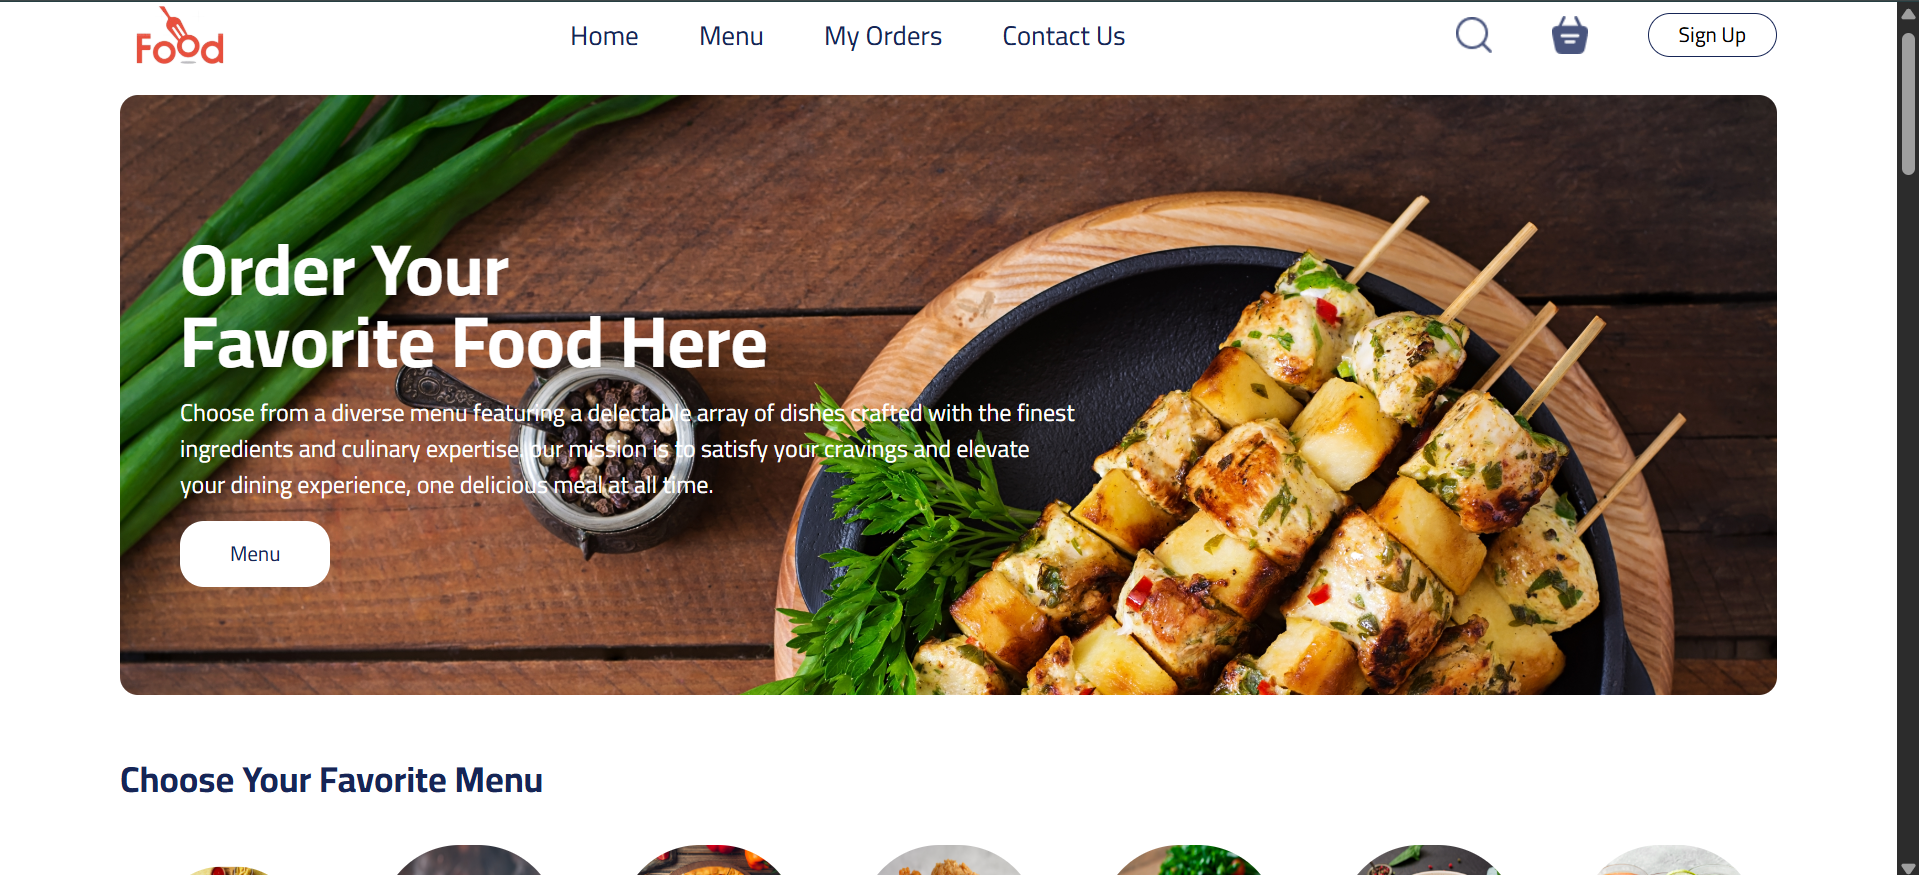 Food
Home
Menu
My Orders
Contact Us
Sign Up
Order Your
Favorite Food Here
Choose from a diverse menu featuring a delectable array of dishes crafted with the finest
ingredients and culinary expertise. our mission is to satisfy your cravings and elevate
your dining experience, one delicious meal at all time.
Menu
Choose Your Favorite Menu